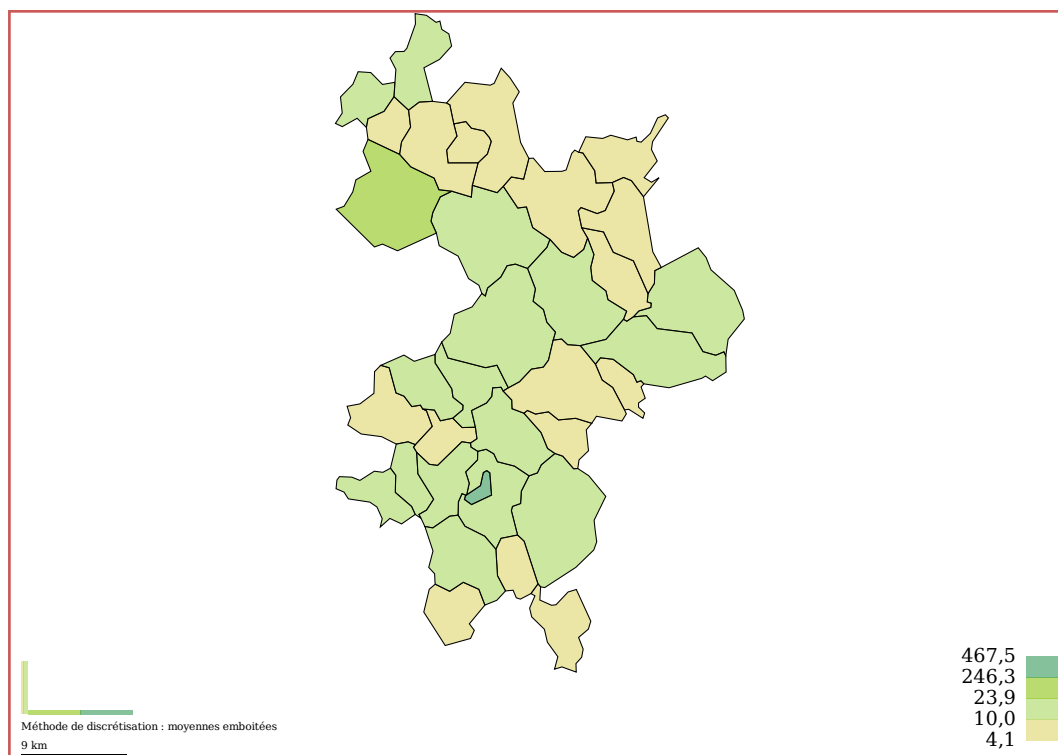 467,5
246,3
23,9
10,0
4,1
Méthode de discrétisation : moyennes emboitées
9 km